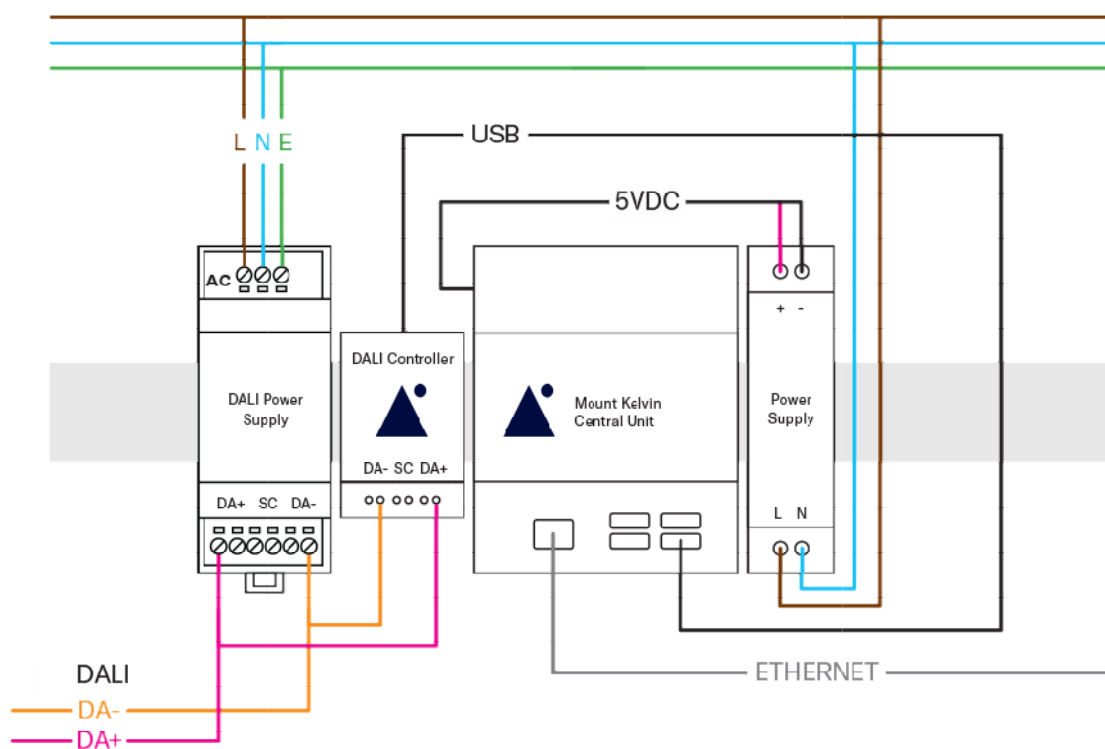 L N E
USB
5VDC
AC
+ -
DALI Controller
DALI Power
Supply
Mount Kelvin
Central Unit
Power
Supply
DA- SC DA+
DA+ SC DA-
L N
DALI
ETHERNET
DA-
DA+